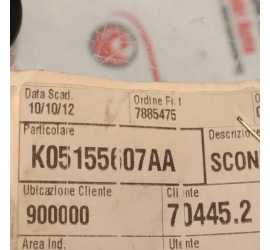 Data Scad. Ordine Fi.t
10/10/12 7885475
Particolare Descrizio
K05155607AA SCON
Ubicazione Cliente Cliente
900000 70445.2
Area Ind. Utente